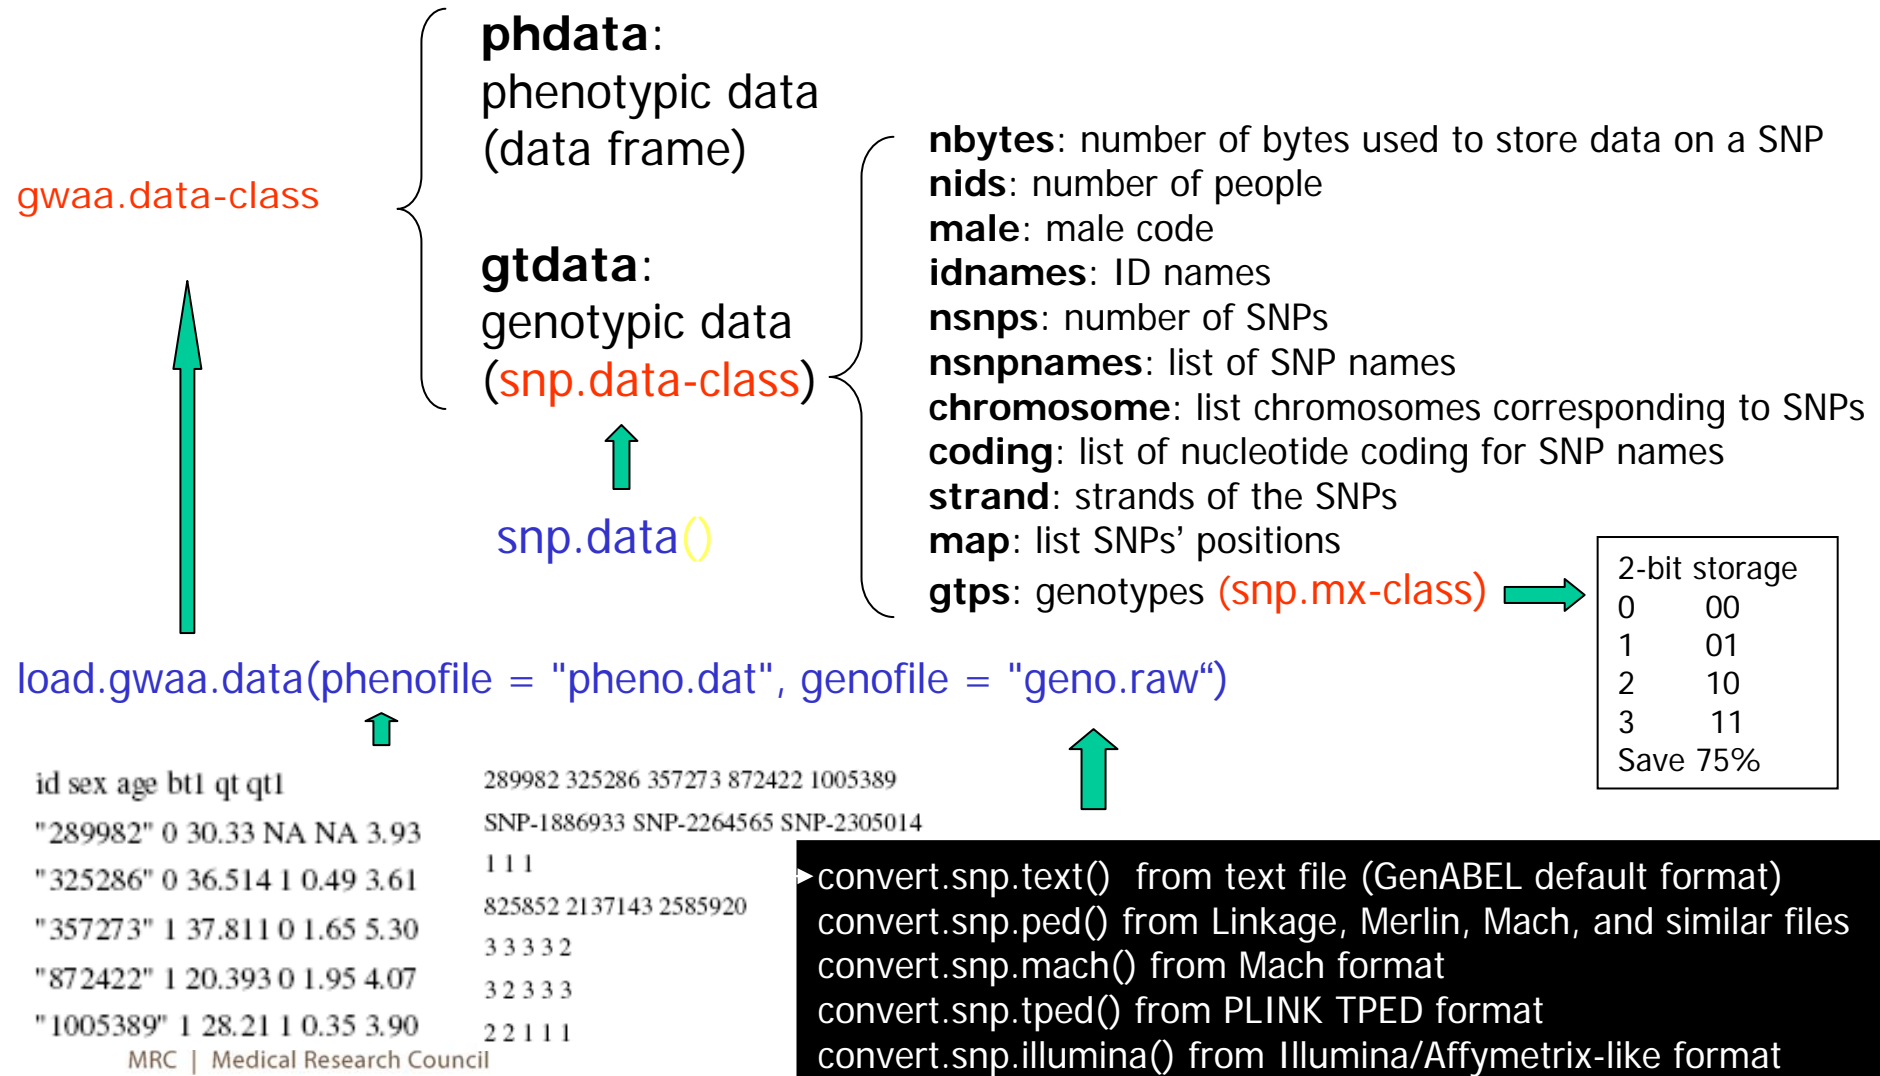 phdata:
phenotypic data
(data frame)
gwaa.data-class
gtdata:
genotypic data
(snp.data-class)
snp.data()
nbytes: number of bytes used to store data on a SNP
nids: number of people
male: male code
idnames: ID names
nsnps: number of SNPs
nsnpnames: list of SNP names
chromosome: list chromosomes corresponding to SNPs
coding: list of nucleotide coding for SNP names
strand: strands of the SNPs
map: list SNPs’ positions
gtps: genotypes (snp.mx-class)
2-bit storage
0 00
1 01
2 10
3 11
Save 75%
load.gwaa.data(phenofile = "pheno.dat", genofile = "geno.raw“)
id sex age bt1 qt qt1
"289982" 0 30.33 NA NA 3.93
"325286" 0 36.514 1 0.49 3.61
"357273" 1 37.811 0 1.65 5.30
"872422" 1 20.393 0 1.95 4.07
"1005389" 1 28.21 1 0.35 3.90
289982 325286 357273 872422 1005389
SNP-1886933 SNP-2264565 SNP-2305014
1 1 1
825852 2137143 2585920
3 3 3 3 2
3 2 3 3 3
2 2 1 1 1
convert.snp.text() from text file (GenABEL default format)
convert.snp.ped() from Linkage, Merlin, Mach, and similar files
convert.snp.mach() from Mach format
convert.snp.tped() from PLINK TPED format
convert.snp.illumina() from Illumina/Affymetrix-like format
MRC | Medical Research Council